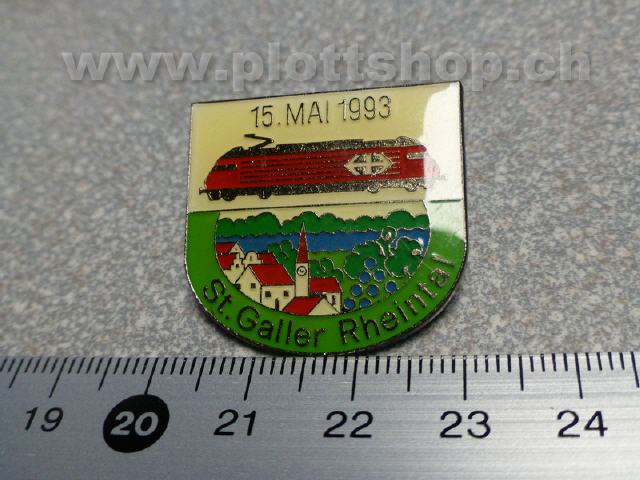 www.plottshop.ch
15. MAI 1993
St. Galler Rheintal
19 20 21 22 23 24